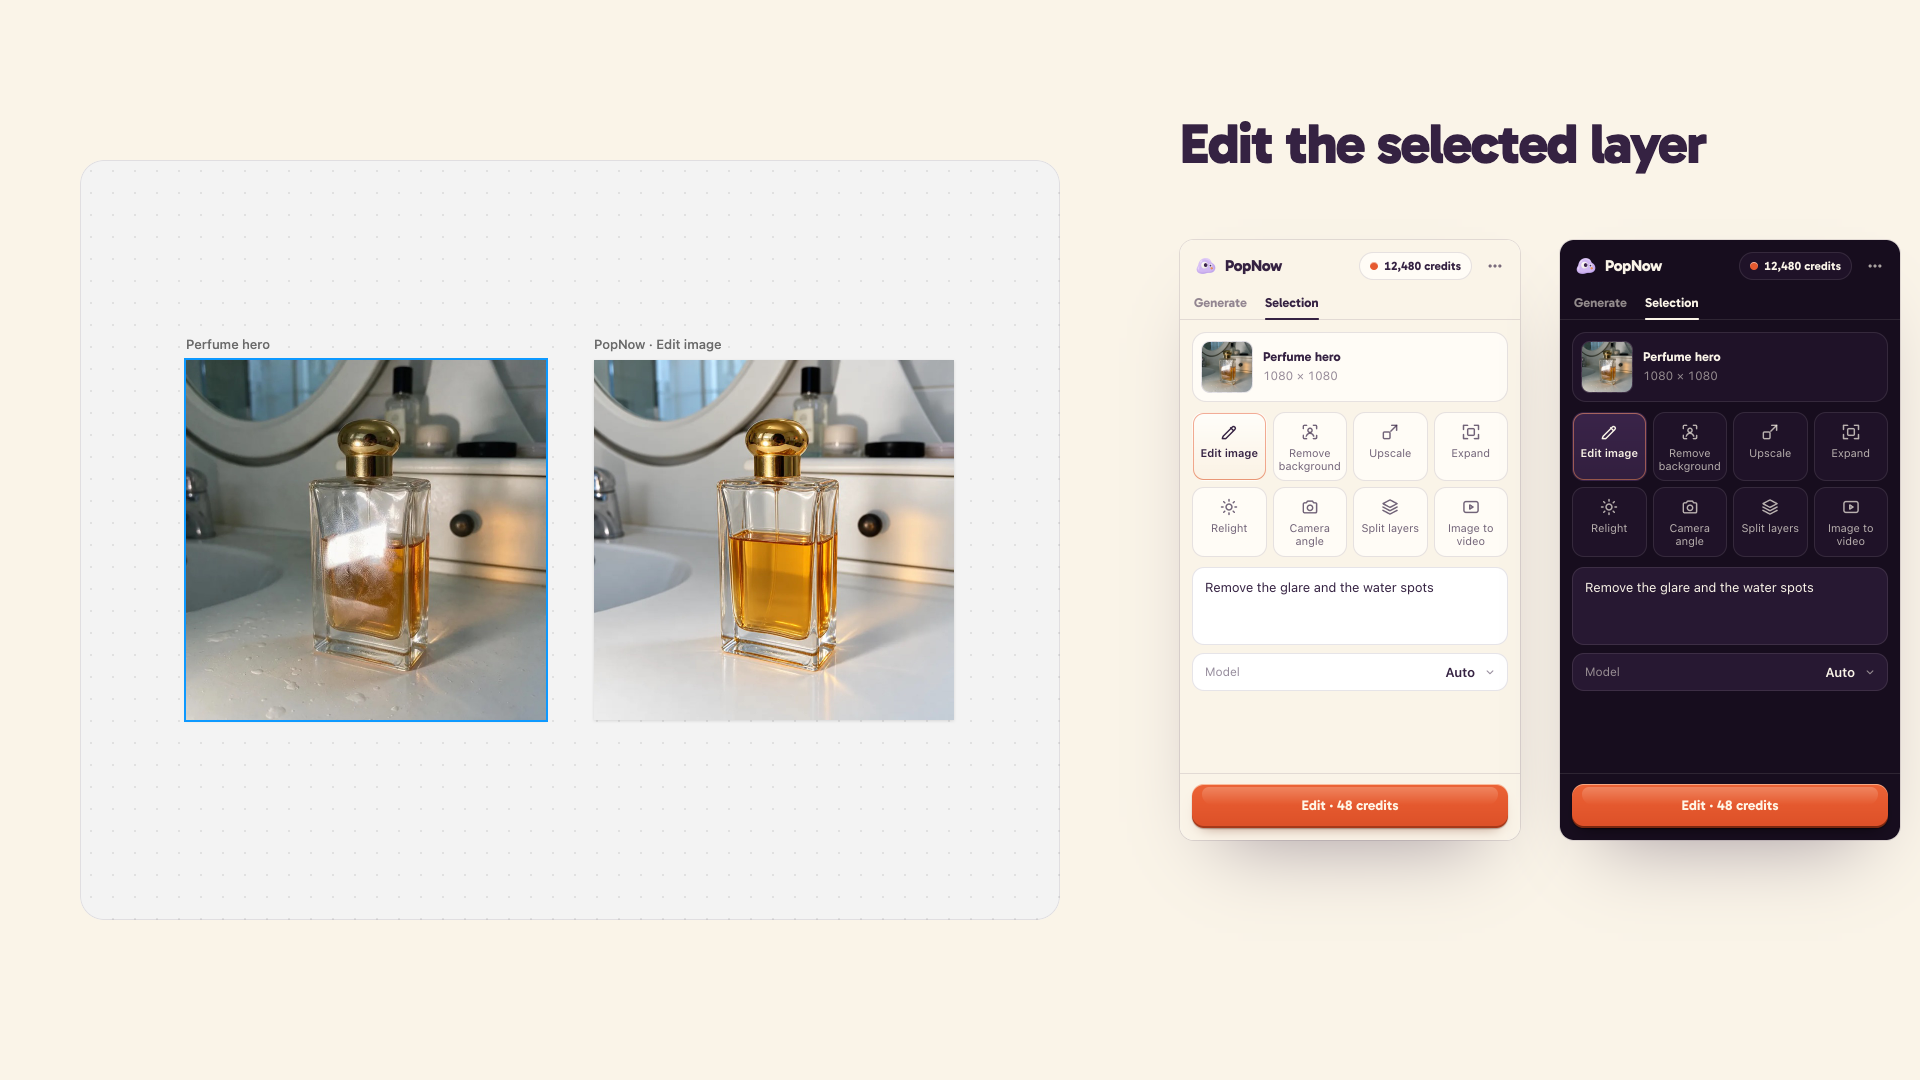 Edit the selected layer
Perfume hero
PopNow · Edit image
PopNow
12,480 credits
Generate
Selection
Perfume hero
1080 × 1080
Edit image
Remove
background
Upscale
Expand
Relight
Camera
angle
Split layers
Image to
video
Remove the glare and the water spots
Model
Auto
Edit · 48 credits
PopNow
12,480 credits
Generate
Selection
Perfume hero
1080 × 1080
Edit image
Remove
background
Upscale
Expand
Relight
Camera
angle
Split layers
Image to
video
Remove the glare and the water spots
Model
Auto
Edit · 48 credits